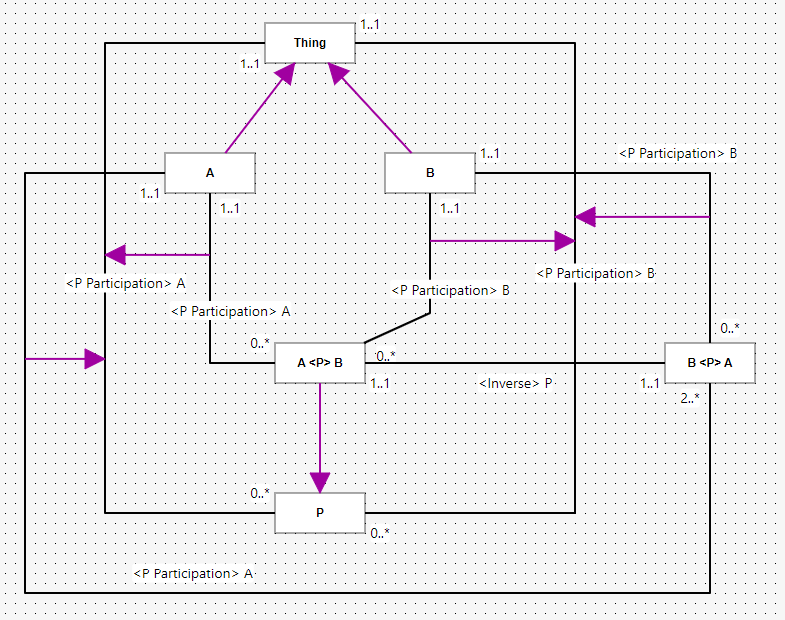 1..1
Thing
1..1
<P Participation> B
1..1
A
B
1..1
1..1
1..1
<P Participation> A
<P Participation> B
<P Participation> B
<P Participation> A
0..*
0..*
0..*
A <P> B
B <P> A
1..1
<Inverse> P
1..1
2..*
0..*
P
0..*
<P Participation> A